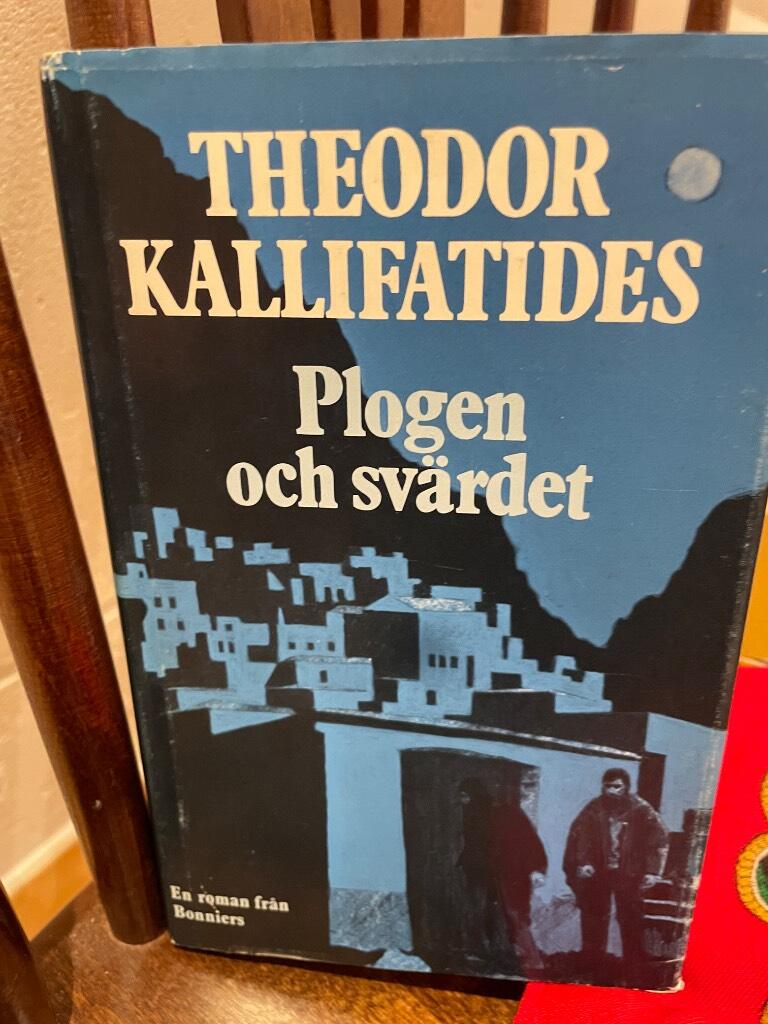 THEODOR
KALLIFATIDES
Plogen
och svärdet
En roman från
Bonniers